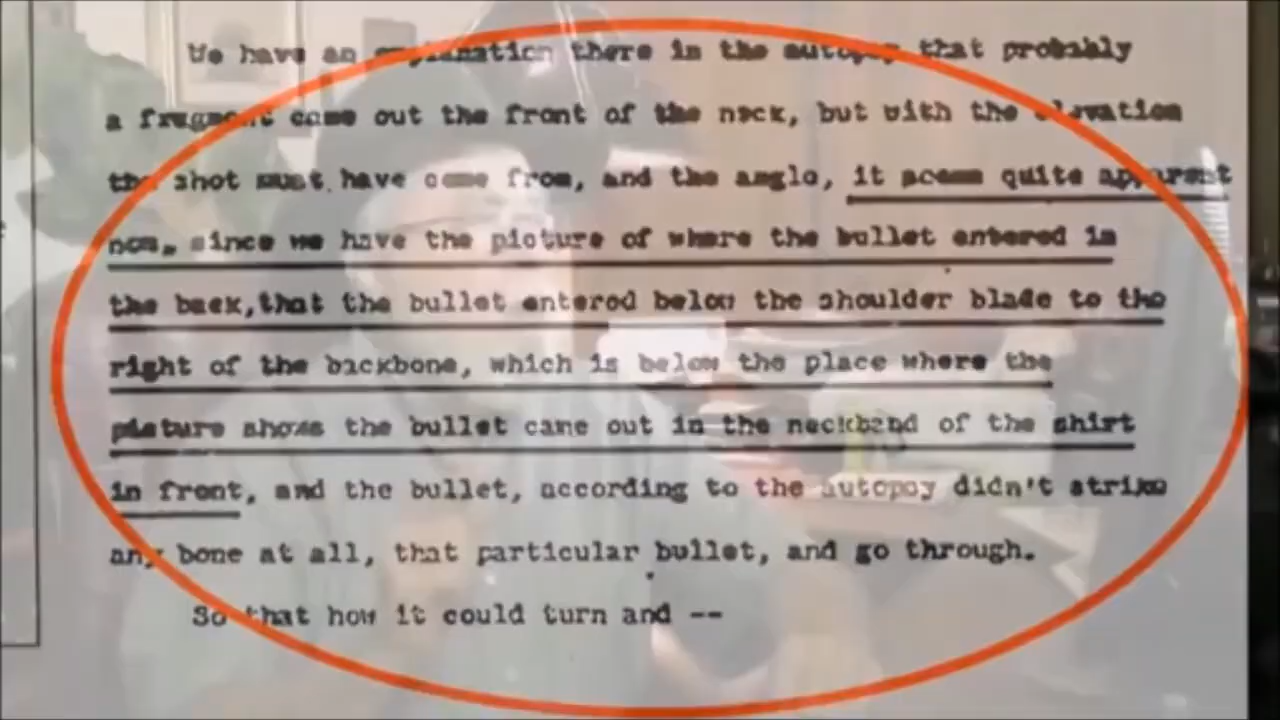 We have an explanation there in the autopsy that probably
a fragment came out the front of the neck, but with the elevation
the shot must have come from, and the angle, it seems quite apparent
now, since we have the picture of where the bullet entered in
the back, that the bullet entered below the shoulder blade to the
right of the backbone, which is below the place where the
picture shows the bullet came out in the neckband of the shirt
in front, and the bullet, according to the autopsy didn't strike
any bone at all, that particular bullet, and go through.
So that how it could turn and --